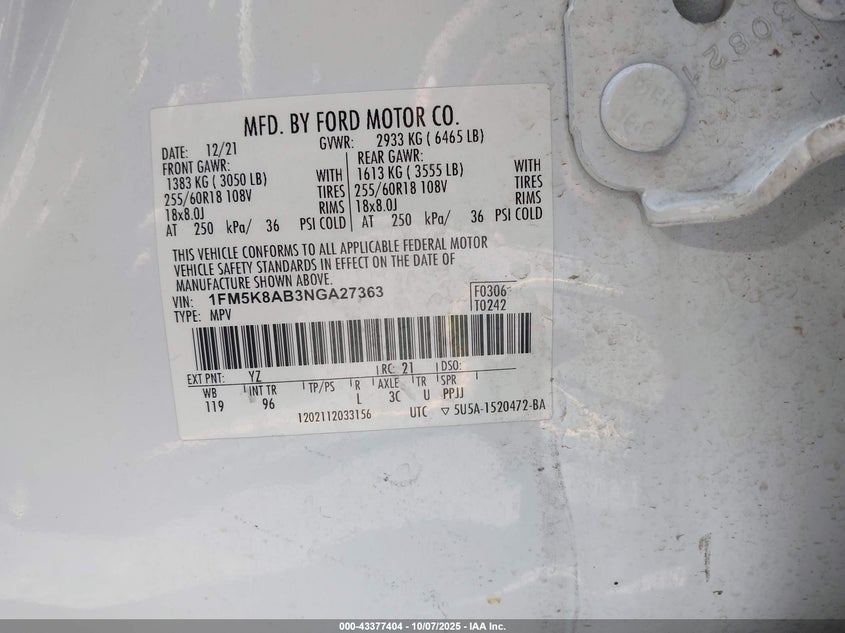 30821
MFD. BY FORD MOTOR CO.
DATE: 12/21 GVWR: 2933 KG ( 6465 LB)
FRONT GAWR: REAR GAWR:
1383 KG ( 3050 LB) WITH 1613 KG ( 3555 LB) WITH
255/60R18 108V TIRES 255/60R18 108V TIRES
18x8.0J RIMS 18x8.0J RIMS
AT 250 kPa/ 36 PSI COLD AT 250 kPa/ 36 PSI COLD
THIS VEHICLE CONFORMS TO ALL APPLICABLE FEDERAL MOTOR
VEHICLE SAFETY STANDARDS IN EFFECT ON THE DATE OF
MANUFACTURE SHOWN ABOVE.
VIN: 1FM5K8AB3NGA27363 F0306
TYPE: MPV T0242
EXT PNT: YZ RC: 21 DSO:
WB INT TR TP/PS R AXLE TR SPR
119 96 L 3C U PPJJ
1202112033156 UTC ▽ 5U5A-1520472-BA
000-43377404 - 10/07/2025 - IAA Inc.